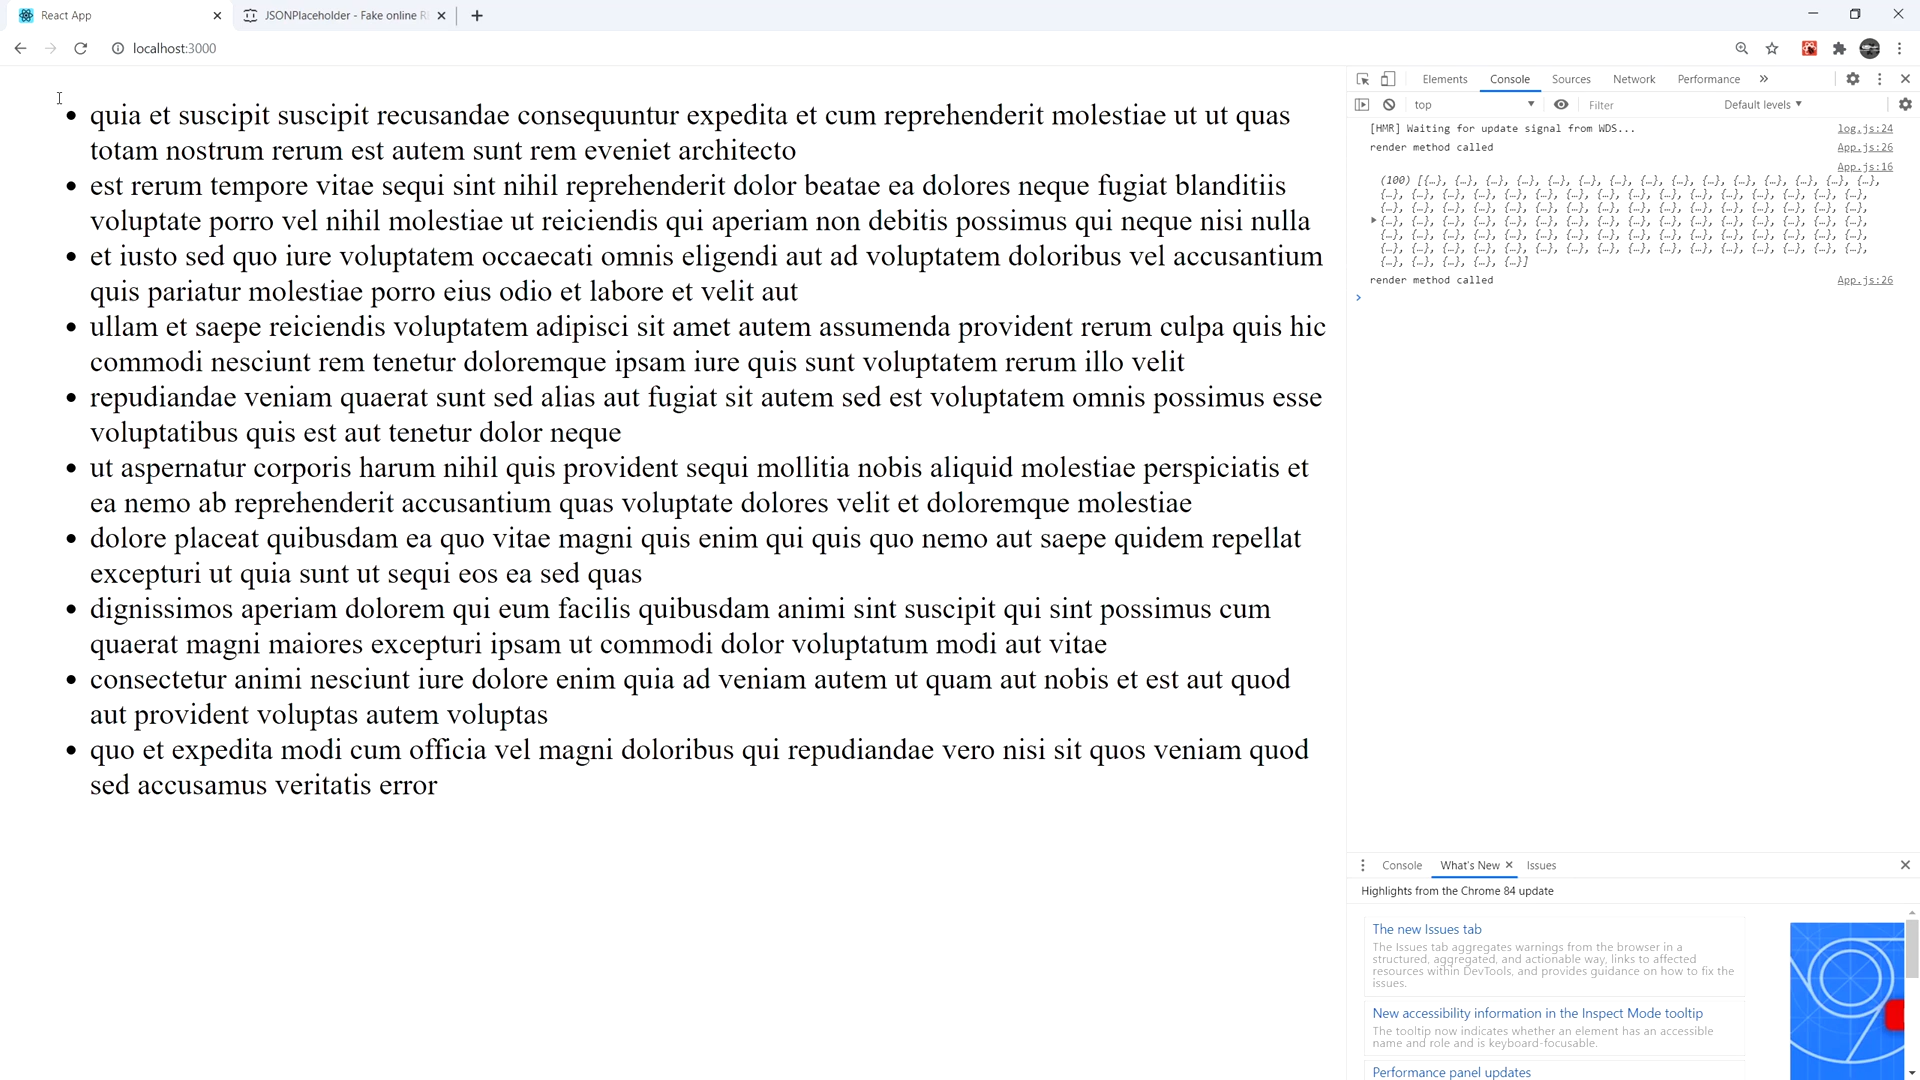 React App
JSONPlaceholder - Fake online R
localhost:3000
quia et suscipit suscipit recusandae consequuntur expedita et cum reprehenderit molestiae ut ut quas
totam nostrum rerum est autem sunt rem eveniet architecto
est rerum tempore vitae sequi sint nihil reprehenderit dolor beatae ea dolores neque fugiat blanditiis
voluptate porro vel nihil molestiae ut reiciendis qui aperiam non debitis possimus qui neque nisi nulla
et iusto sed quo iure voluptatem occaecati omnis eligendi aut ad voluptatem doloribus vel accusantium
quis pariatur molestiae porro eius odio et labore et velit aut
ullam et saepe reiciendis voluptatem adipisci sit amet autem assumenda provident rerum culpa quis hic
commodi nesciunt rem tenetur doloremque ipsam iure quis sunt voluptatem rerum illo velit
repudiandae veniam quaerat sunt sed alias aut fugiat sit autem sed est voluptatem omnis possimus esse
voluptatibus quis est aut tenetur dolor neque
ut aspernatur corporis harum nihil quis provident sequi mollitia nobis aliquid molestiae perspiciatis et
ea nemo ab reprehenderit accusantium quas voluptate dolores velit et doloremque molestiae
dolore placeat quibusdam ea quo vitae magni quis enim qui quis quo nemo aut saepe quidem repellat
excepturi ut quia sunt ut sequi eos ea sed quas
dignissimos aperiam dolorem qui eum facilis quibusdam animi sint suscipit qui sint possimus cum
quaerat magni maiores excepturi ipsam ut commodi dolor voluptatum modi aut vitae
consectetur animi nesciunt iure dolore enim quia ad veniam autem ut quam aut nobis et est aut quod
aut provident voluptas autem voluptas
quo et expedita modi cum officia vel magni doloribus qui repudiandae vero nisi sit quos veniam quod
sed accusamus veritatis error
Elements Console Sources Network Performance »
top Filter Default levels
[HMR] Waiting for update signal from WDS... log.js:24
render method called App.js:26
App.js:16
(100) [{…}, {…}, {…}, {…}, {…}, {…}, {…}, {…}, {…}, {…}, {…}, {…}, {…}, {…}, {…},
{…}, {…}, {…}, {…}, {…}, {…}, {…}, {…}, {…}, {…}, {…}, {…}, {…}, {…}, {…}, {…},
{…}, {…}, {…}, {…}, {…}, {…}, {…}, {…}, {…}, {…}, {…}, {…}, {…}, {…}, {…}, {…},
{…}, {…}, {…}, {…}, {…}, {…}, {…}, {…}, {…}, {…}, {…}, {…}, {…}, {…}, {…}, {…},
{…}, {…}, {…}, {…}, {…}, {…}, {…}, {…}, {…}, {…}, {…}, {…}, {…}, {…}, {…}, {…},
{…}, {…}, {…}, {…}, {…}, {…}, {…}, {…}, {…}, {…}, {…}, {…}, {…}, {…}, {…}, {…},
{…}, {…}, {…}, {…}, {…}]
render method called App.js:26
Console What's New Issues
Highlights from the Chrome 84 update
The new Issues tab
The Issues tab aggregates warnings from the browser in a
structured, aggregated, and actionable way, links to affected
resources within DevTools, and provides guidance on how to fix the
issues.
New accessibility information in the Inspect Mode tooltip
The tooltip now indicates whether an element has an accessible
name and role and is keyboard-focusable.
Performance panel updates